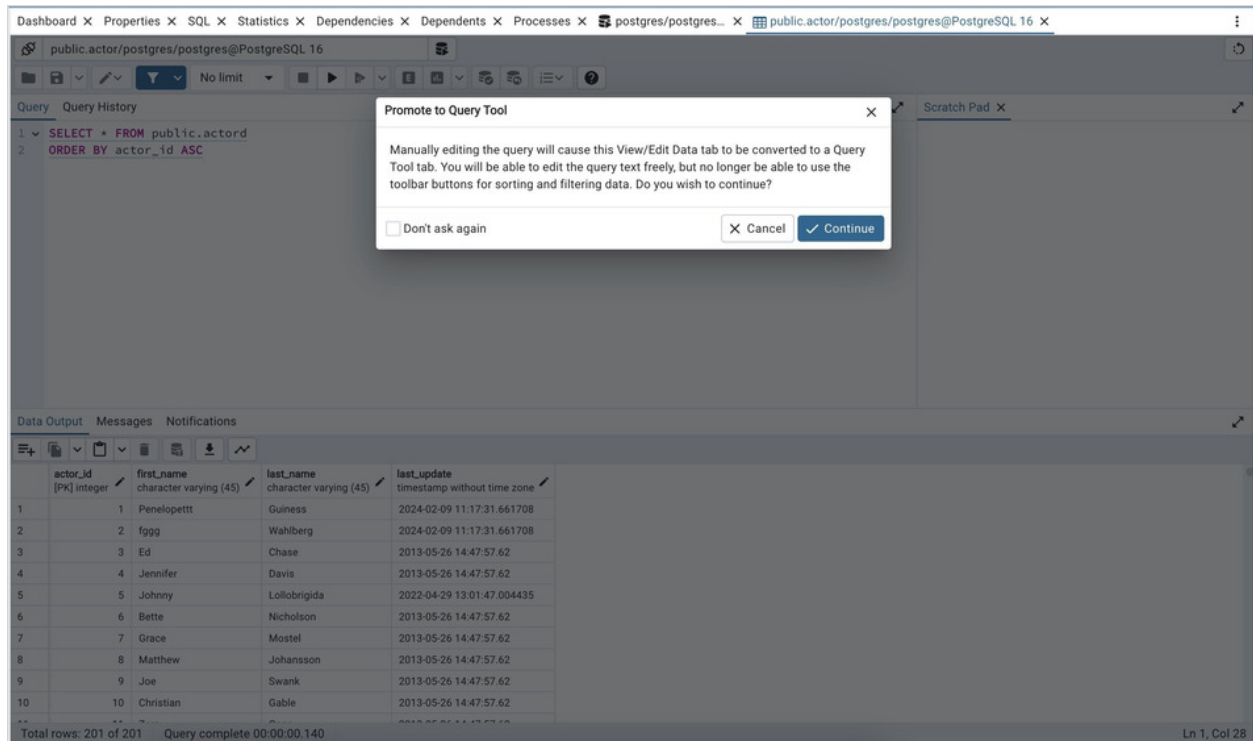 Dashboard X Properties X SQL X Statistics X Dependencies X Dependents X Processes X postgres/postgres... X public.actor/postgres/postgres@PostgreSQL 16 X
public.actor/postgres/postgres@PostgreSQL 16
No limit
Query Query History
Scratch Pad X
1 SELECT * FROM public.actord
2 ORDER BY actor_id ASC
Promote to Query Tool
Manually editing the query will cause this View/Edit Data tab to be converted to a Query
Tool tab. You will be able to edit the query text freely, but no longer be able to use the
toolbar buttons for sorting and filtering data. Do you wish to continue?
Don't ask again X Cancel Continue
Data Output Messages Notifications
actor_id first_name last_name last_update
[PK] integer character varying (45) character varying (45) timestamp without time zone
1 1 Penelopettt Guiness 2024-02-09 11:17:31.661708
2 2 fggg Wahlberg 2024-02-09 11:17:31.661708
3 3 Ed Chase 2013-05-26 14:47:57.62
4 4 Jennifer Davis 2013-05-26 14:47:57.62
5 5 Johnny Lollobrigida 2022-04-29 13:01:47.004435
6 6 Bette Nicholson 2013-05-26 14:47:57.62
7 7 Grace Mostel 2013-05-26 14:47:57.62
8 8 Matthew Johansson 2013-05-26 14:47:57.62
9 9 Joe Swank 2013-05-26 14:47:57.62
10 10 Christian Gable 2013-05-26 14:47:57.62
Total rows: 201 of 201 Query complete 00:00:00.140 Ln 1, Col 28